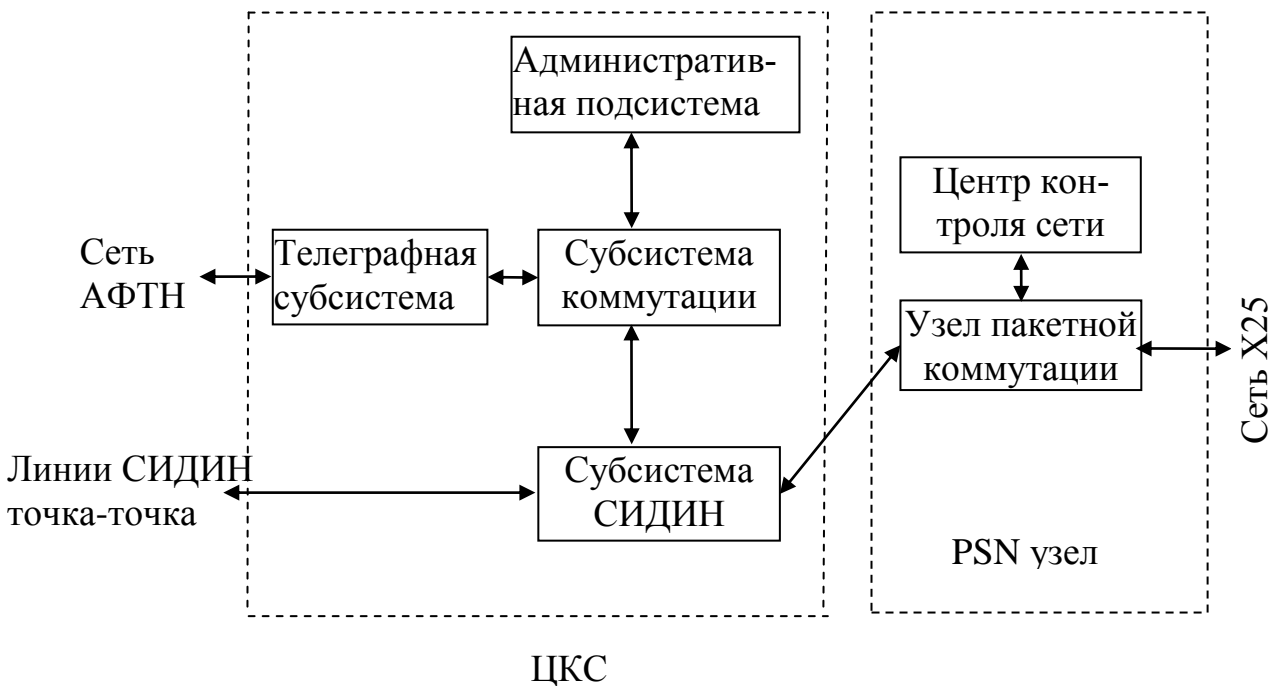 Административ-
ная подсистема
Центр кон-
троля сети
Сеть
АФТН
Телеграфная
субсистема
Субсистема
коммутации
Узел пакетной
коммутации
Сеть Х25
Линии СИДИН
точка-точка
Субсистема
СИДИН
PSN узел
ЦКС